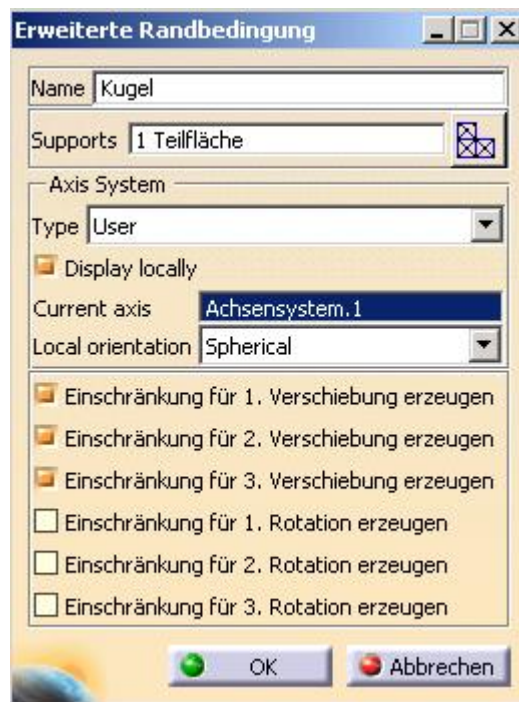 Erweiterte Randbedingung
Name Kugel
Supports 1 Teilfläche
Axis System
Type User
Display locally
Current axis Achsensystem.1
Local orientation Spherical
Einschränkung für 1. Verschiebung erzeugen
Einschränkung für 2. Verschiebung erzeugen
Einschränkung für 3. Verschiebung erzeugen
Einschränkung für 1. Rotation erzeugen
Einschränkung für 2. Rotation erzeugen
Einschränkung für 3. Rotation erzeugen
OK Abbrechen